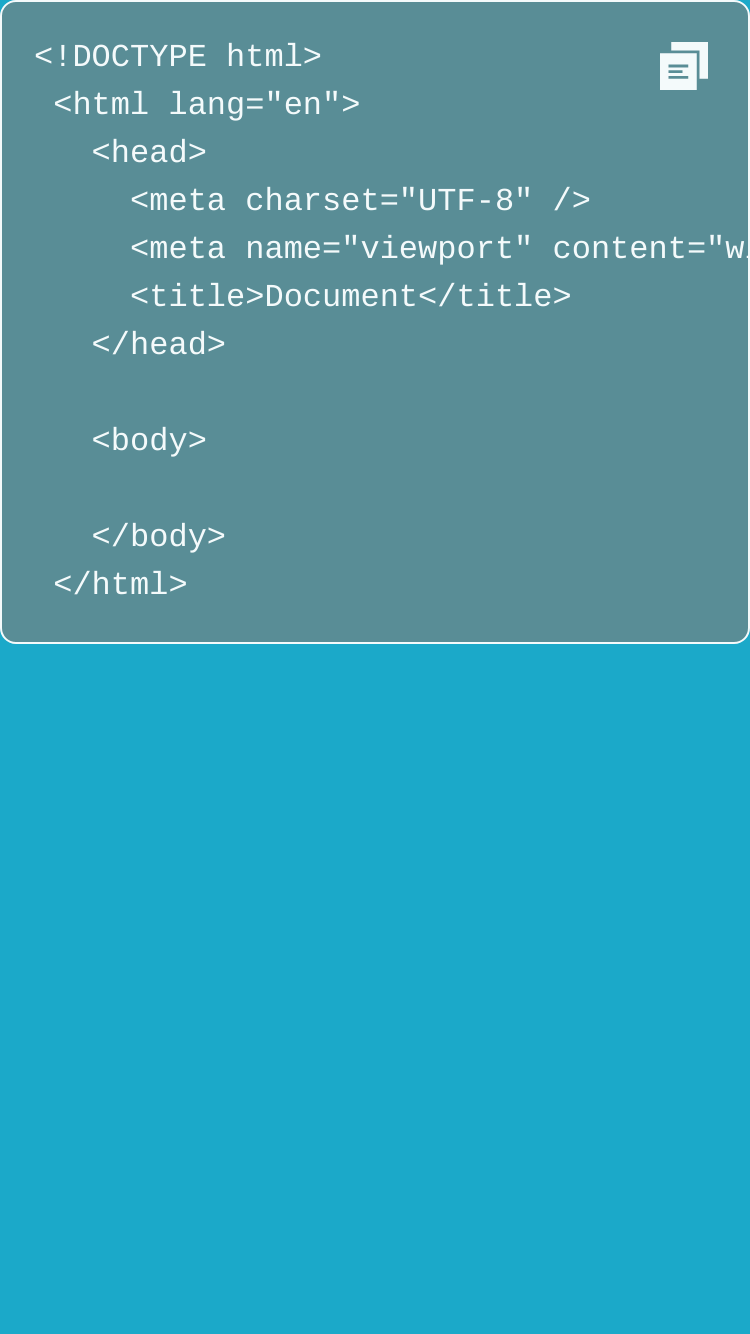 <!DOCTYPE html>
<html lang="en">
<head>
<meta charset="UTF-8" />
<meta name="viewport" content="
<title>Document</title>
</head>
<body>
</body>
</html>